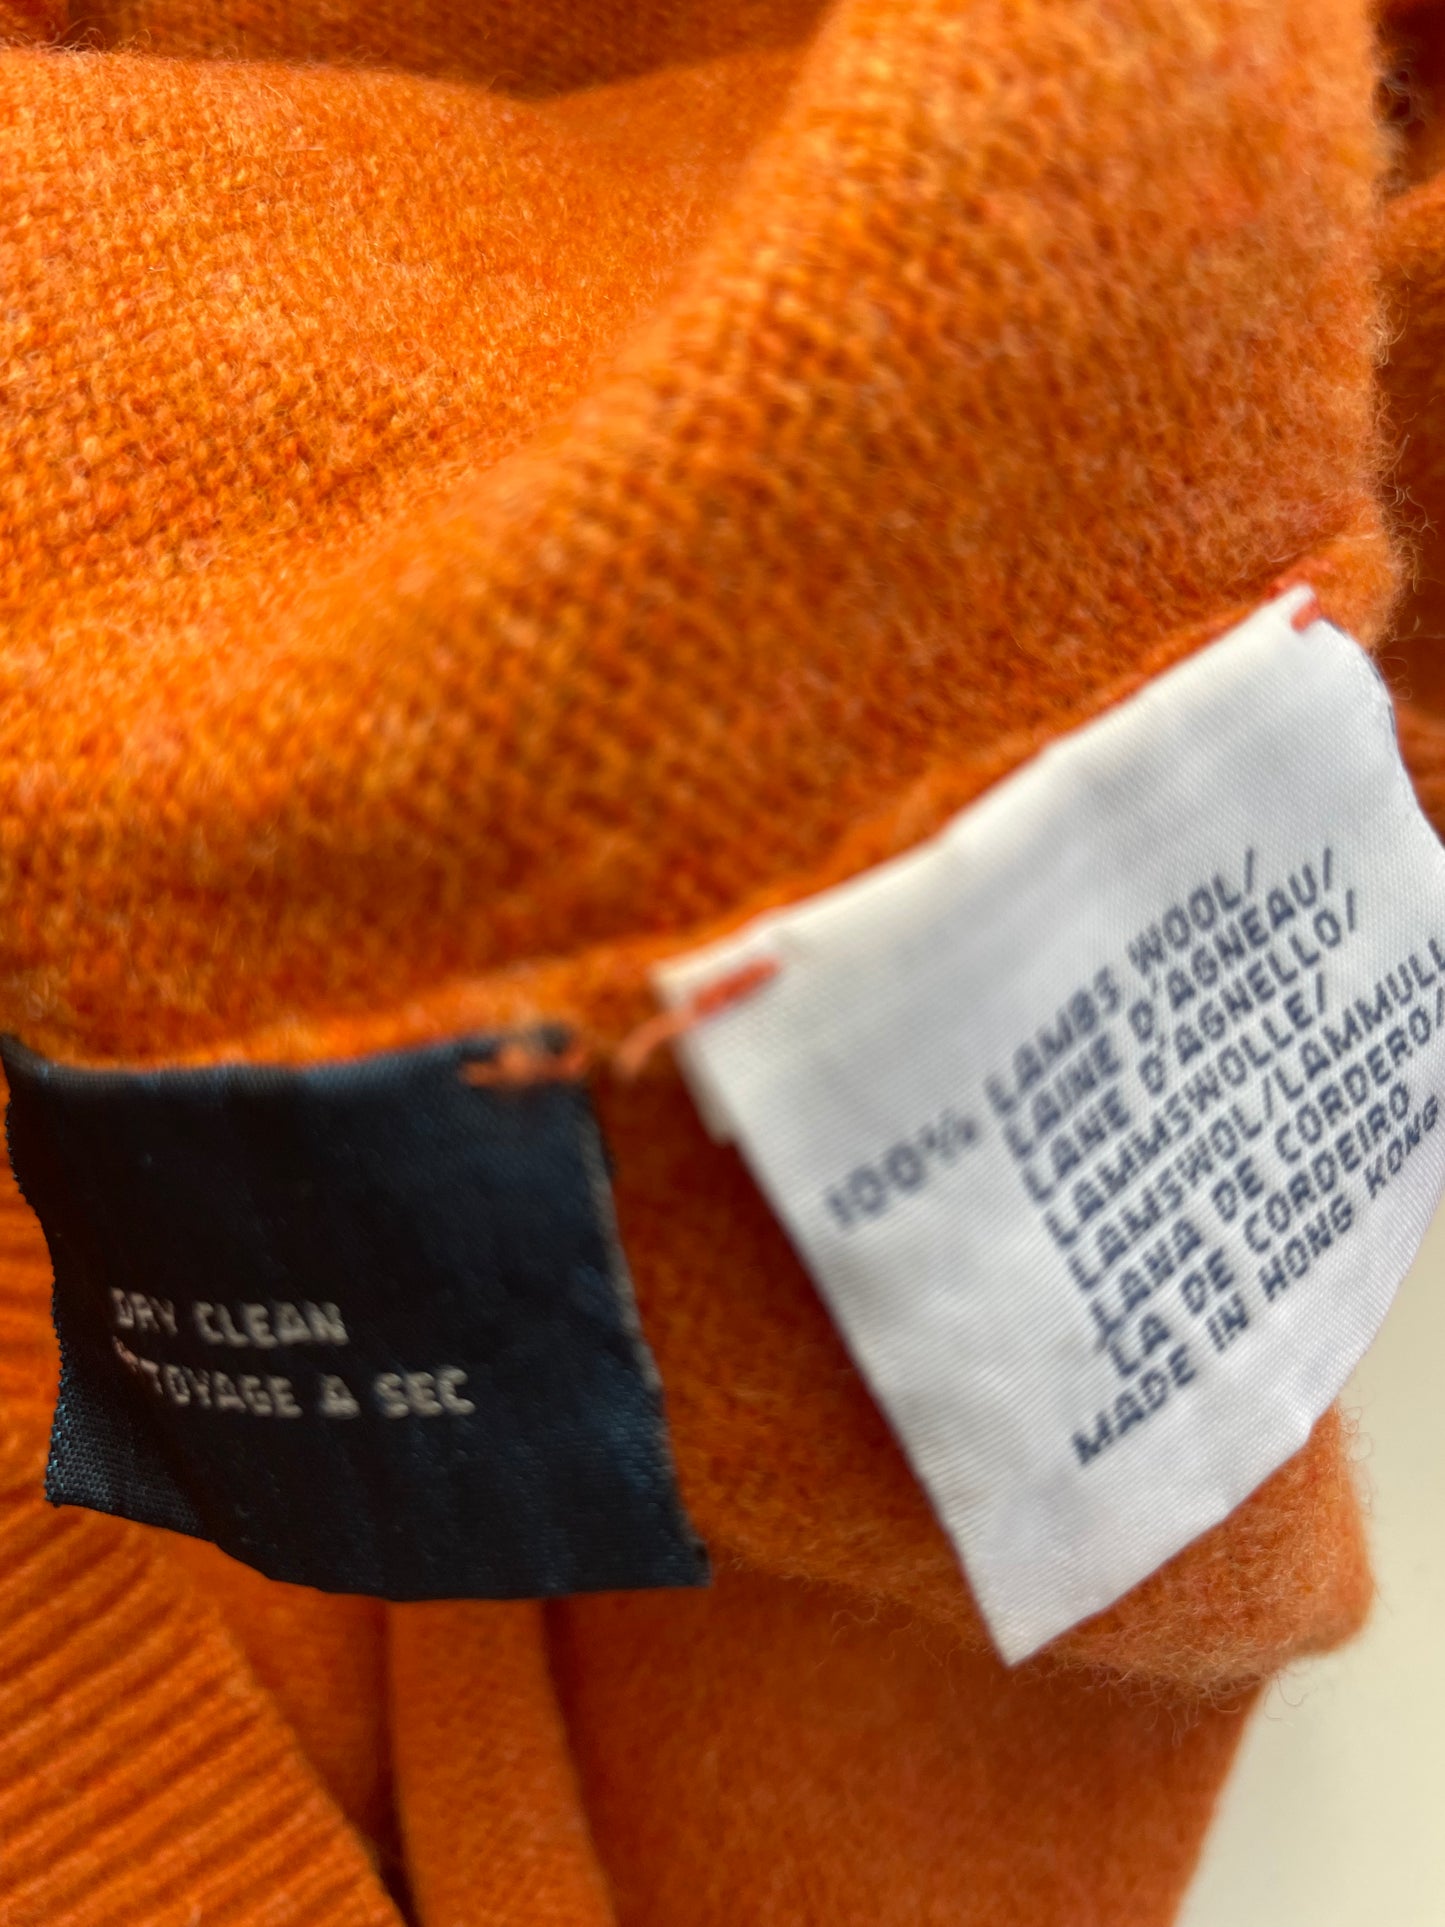 DRY CLEAN
NETTOYAGE A SEC
100% LAMBS WOOL/
LAINE D'AGNEAU/
LANE D'AGNELLO/
LAMMSWOLLE/
LAMSWOL/LAMMULL
LANA DE CORDERO/
LA DE CORDEIRO
MADE IN HONG KONG